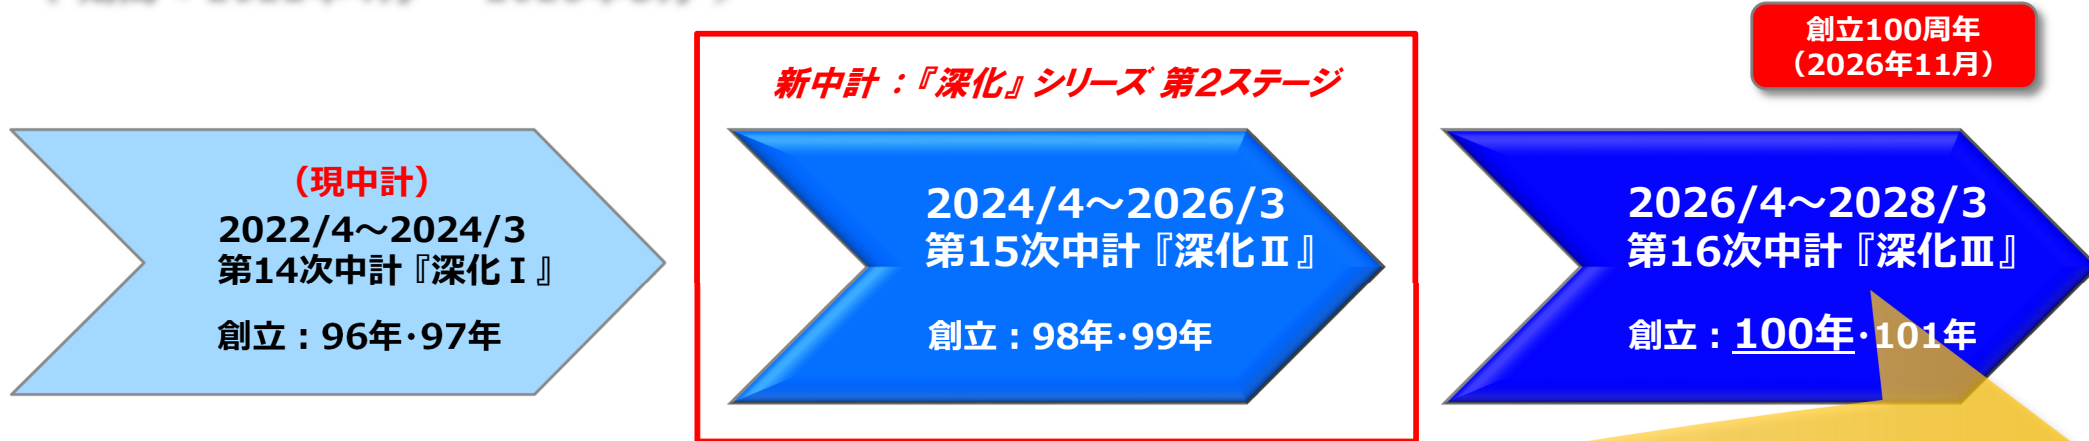 創立100周年
（2026年11月）
新中計：『深化』シリーズ 第2ステージ
（現中計）
2022/4～2024/3
第14次中計『深化Ⅰ』
創立：96年･97年
2024/4～2026/3
第15次中計『深化Ⅱ』
創立：98年･99年
2026/4～2028/3
第16次中計『深化Ⅲ』
創立：100年･101年